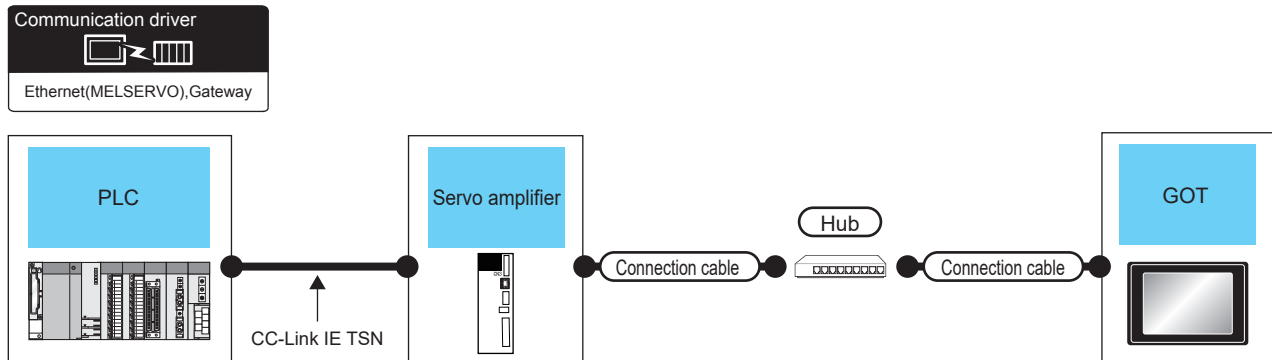 Communication driver
Ethernet(MELSERVO),Gateway
PLC
Servo amplifier
GOT
Hub
Connection cable
Connection cable
CC-Link IE TSN